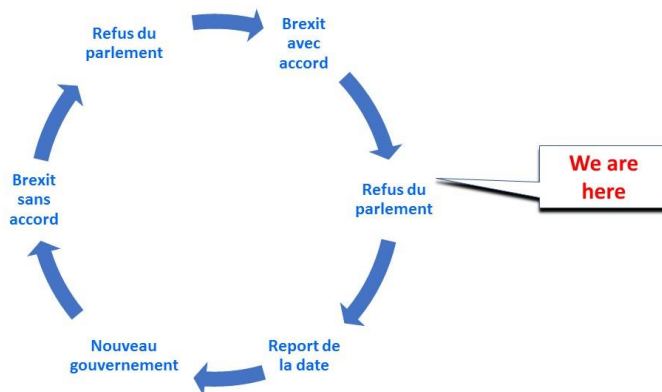 Refus du
parlement
Brexit
avec
accord
Refus du
parlement
We are
here
Report de
la date
Nouveau
gouvernement
Brexit
sans
accord